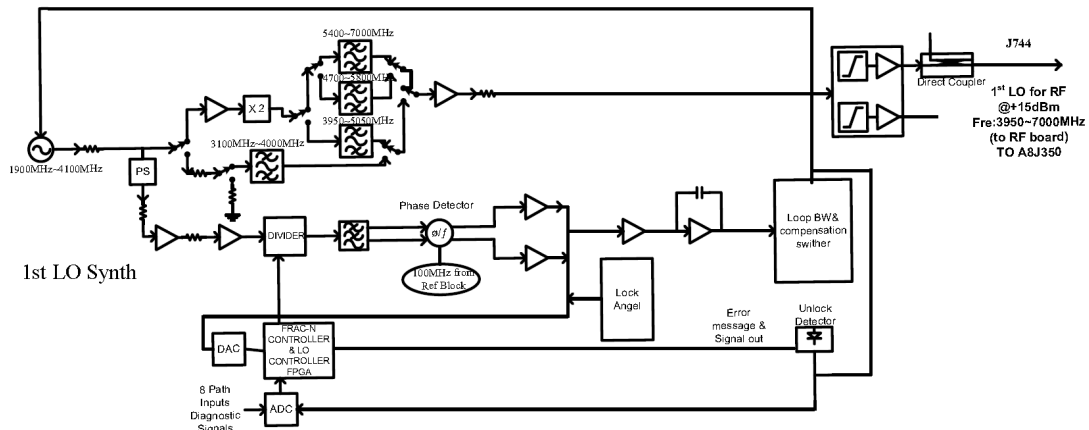 5400~7000MHz
J744
4700~5800MHz
Direct Coupler
1st LO for RF
@+15dBm
Fre:3950~7000MHz
(to RF board)
TO A8J350
X 2
3950~5050MHz
3100MHz~4000MHz
1900MHz~4100MHz
PS
Phase Detector
DIVIDER
ø/f
Loop BW&
compensation
swither
1st LO Synth
100MHz from
Ref Block
Lock
Angel
Error
message &
Signal out
Unlock
Detector
DAC
FRAC-N
CONTROLLER
& LO
CONTROLLER
FPGA
8 Path
Inputs
Diagnostic
Signals
ADC